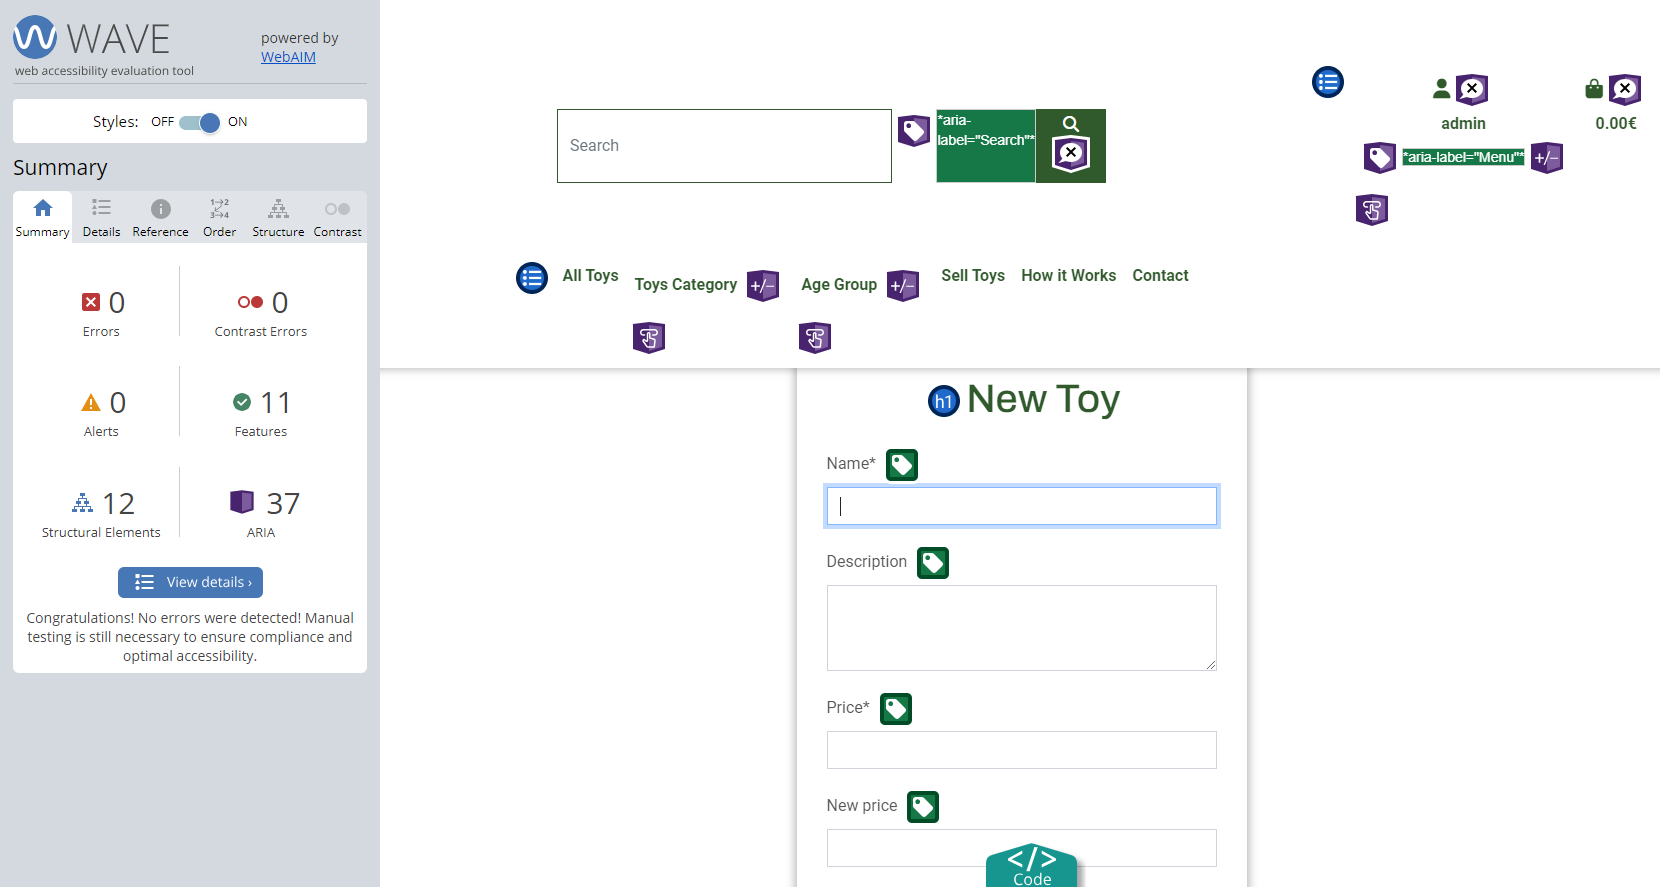 WAVE
powered by
WebAIM
web accessibility evaluation tool
Styles: OFF ON
Summary
Summary Details Reference Order Structure Contrast
0 Errors
0 Contrast Errors
0 Alerts
11 Features
12 Structural Elements
37 ARIA
View details ›
Congratulations! No errors were detected! Manual
testing is still necessary to ensure compliance and
optimal accessibility.
Search
*aria-
label="Search"*
admin
0.00€
*aria-label="Menu"*
+/-
All Toys Toys Category +/- Age Group +/- Sell Toys How it Works Contact
h1 New Toy
Name*
Description
Price*
New price
</>
Code